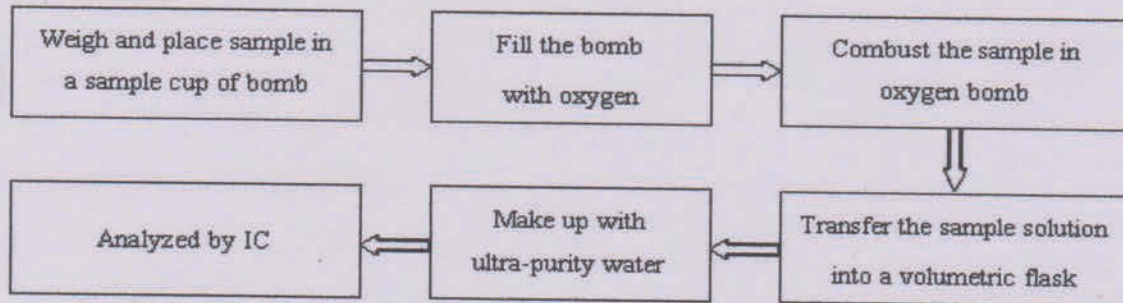 Weigh and place sample in
a sample cup of bomb
Fill the bomb
with oxygen
Combust the sample in
oxygen bomb
Transfer the sample solution
into a volumetric flask
Make up with
ultra-purity water
Analyzed by IC